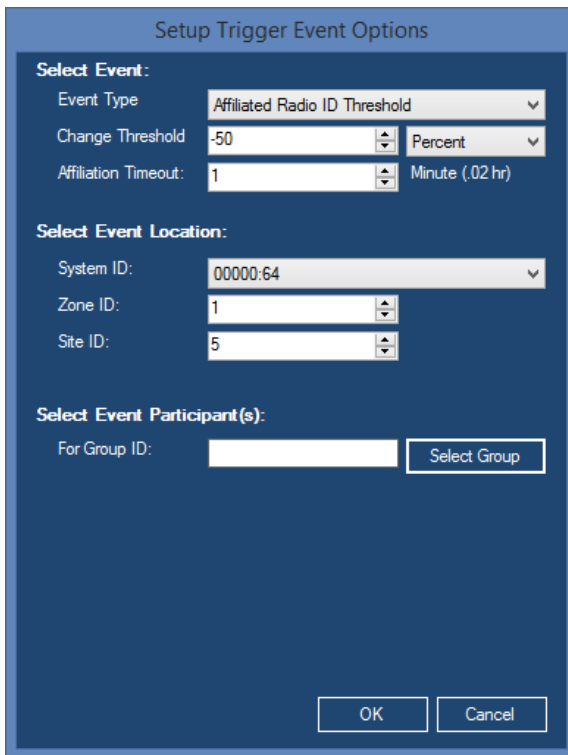 Setup Trigger Event Options
Select Event:
Event Type Affiliated Radio ID Threshold
Change Threshold -50 Percent
Affiliation Timeout: 1 Minute (.02 hr)
Select Event Location:
System ID: 00000:64
Zone ID: 1
Site ID: 5
Select Event Participant(s):
For Group ID: Select Group
OK Cancel